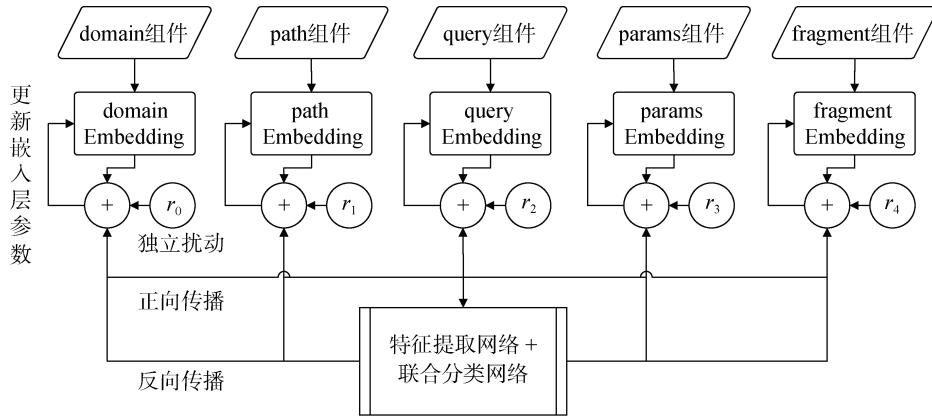 domain组件
path组件
query组件
params组件
fragment组件
更新嵌入层参数
domain
Embedding
path
Embedding
query
Embedding
params
Embedding
fragment
Embedding
+
r0
+
r1
+
r2
+
r3
+
r4
独立扰动
正向传播
反向传播
特征提取网络 +
联合分类网络